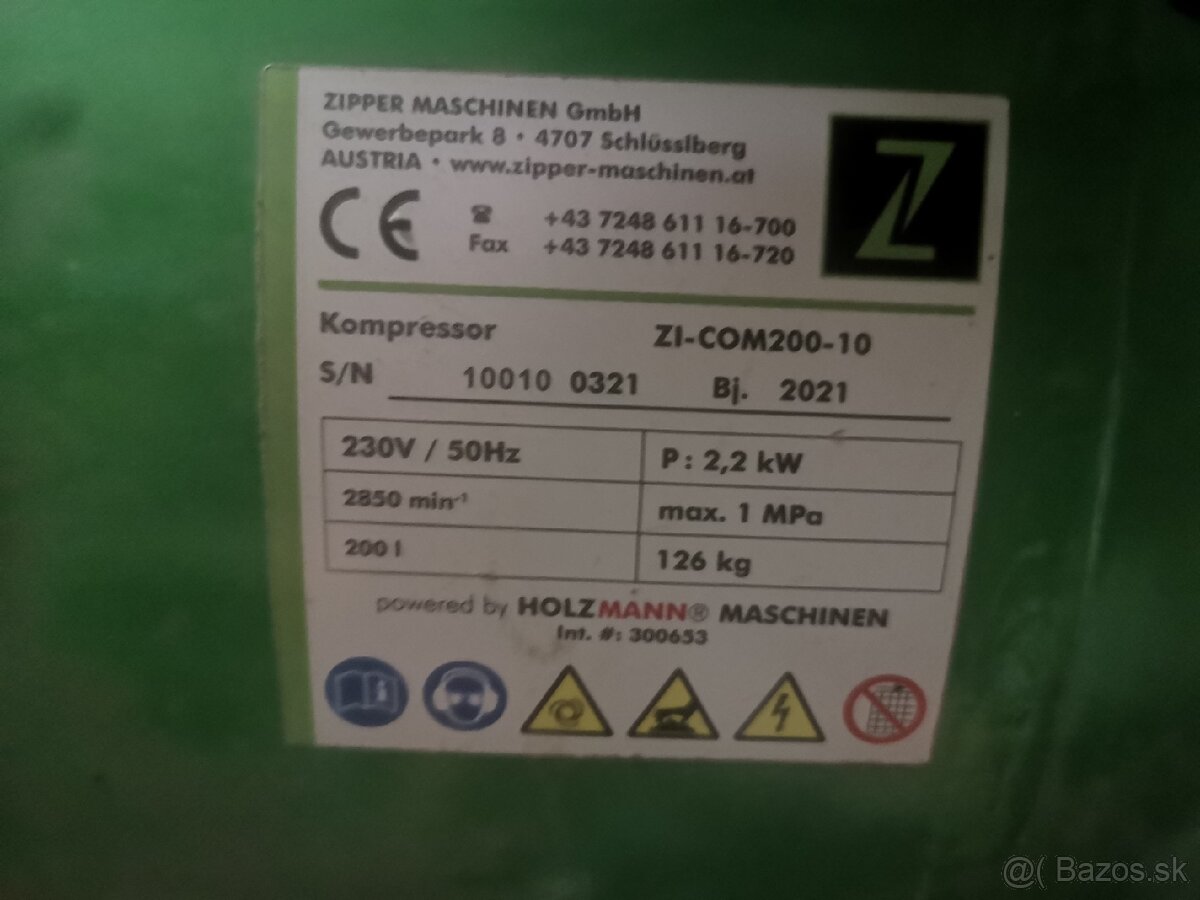 ZIPPER MASCHINEN GmbH
Gewerbepark 8 • 4707 Schlüsslberg
AUSTRIA • www.zipper-maschinen.at
CE
☎ +43 7248 611 16-700
Fax +43 7248 611 16-720
Z
Kompressor ZI-COM200-10
S/N 10010 0321 Bj. 2021
230V / 50Hz P: 2,2 kW
2850 min⁻¹ max. 1 MPa
200 l 126 kg
powered by HOLZMANN® MASCHINEN
Int. #: 300653
@( Bazos.sk